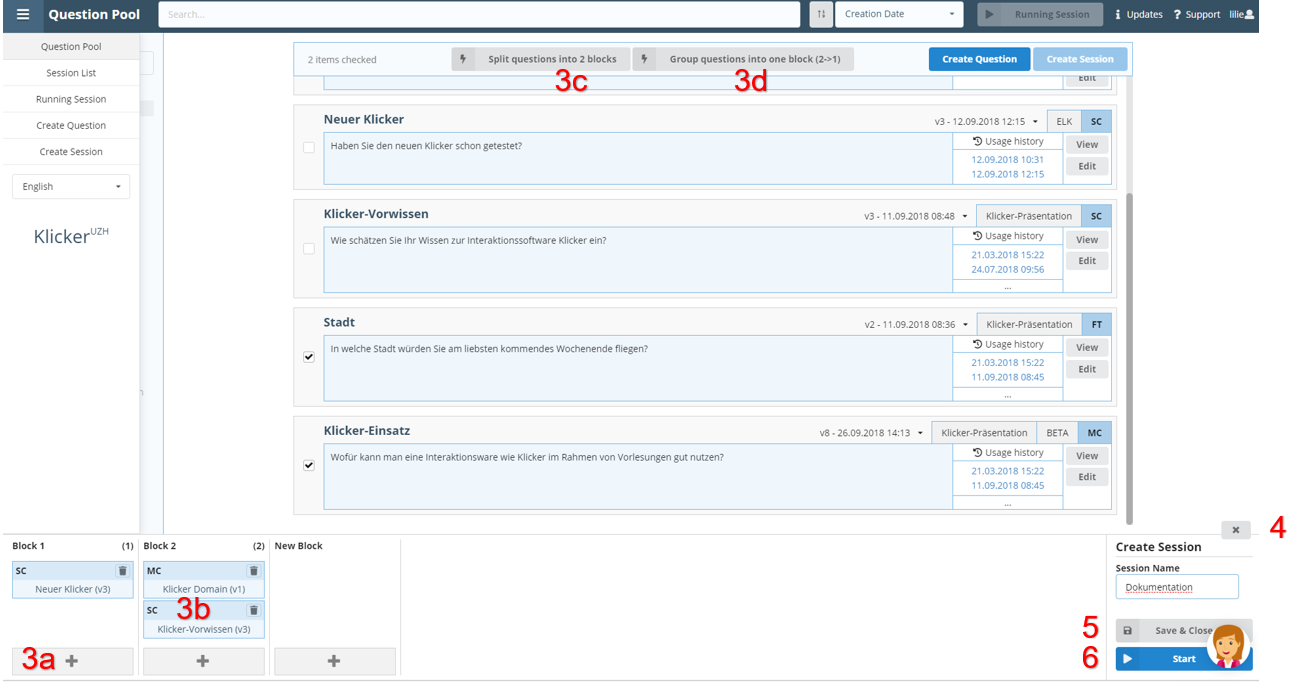 Question Pool
Search...
Creation Date
Running Session
Updates
Support
lilie
Question Pool
Session List
Running Session
Create Question
Create Session
English
KlickerUZH
2 items checked
Split questions into 2 blocks
Group questions into one block (2->1)
Create Question
Create Session
3c
3d
Edit
Neuer Klicker
v3 - 12.09.2018 12:15
ELK
SC
Haben Sie den neuen Klicker schon getestet?
Usage history
12.09.2018 10:31
12.09.2018 12:15
View
Edit
Klicker-Vorwissen
v3 - 11.09.2018 08:48
Klicker-Präsentation
SC
Wie schätzen Sie Ihr Wissen zur Interaktionssoftware Klicker ein?
Usage history
21.03.2018 15:22
24.07.2018 09:56
...
View
Edit
Stadt
v2 - 11.09.2018 08:36
Klicker-Präsentation
FT
In welche Stadt würden Sie am liebsten kommendes Wochenende fliegen?
Usage history
21.03.2018 15:22
11.09.2018 08:45
...
View
Edit
Klicker-Einsatz
v8 - 26.09.2018 14:13
Klicker-Präsentation
BETA
MC
Wofür kann man eine Interaktionsware wie Klicker im Rahmen von Vorlesungen gut nutzen?
Usage history
21.03.2018 15:22
11.09.2018 08:45
...
View
Edit
4
Block 1 (1)
SC
Neuer Klicker (v3)
3a
Block 2 (2)
MC
Klicker Domain (v1)
SC
3b
Klicker-Vorwissen (v3)
New Block
Create Session
Session Name
Dokumentation
5
Save & Close
6
Start